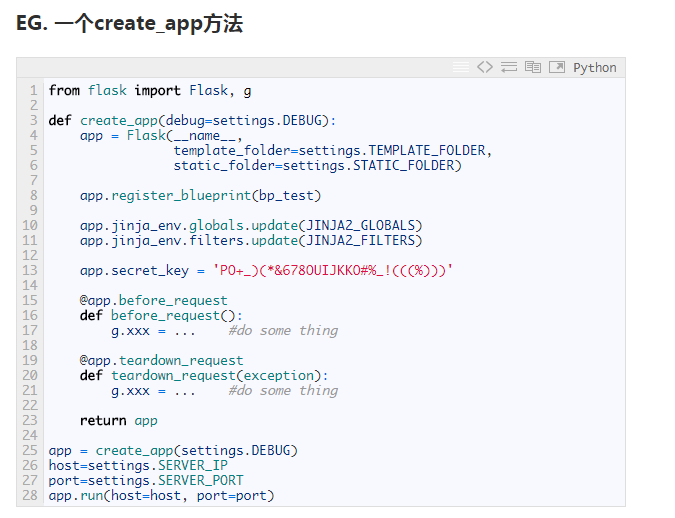 EG. 一个create_app方法
Python
1 from flask import Flask, g
2
3 def create_app(debug=settings.DEBUG):
4     app = Flask(__name__,
5                 template_folder=settings.TEMPLATE_FOLDER,
6                 static_folder=settings.STATIC_FOLDER)
7
8     app.register_blueprint(bp_test)
9
10     app.jinja_env.globals.update(JINJA2_GLOBALS)
11     app.jinja_env.filters.update(JINJA2_FILTERS)
12
13     app.secret_key = 'PO+_)(*&678OUIJKKO#%_!(((%)))'
14
15     @app.before_request
16     def before_request():
17         g.xxx = ...    #do some thing
18
19     @app.teardown_request
20     def teardown_request(exception):
21         g.xxx = ...    #do some thing
22
23     return app
24
25 app = create_app(settings.DEBUG)
26 host=settings.SERVER_IP
27 port=settings.SERVER_PORT
28 app.run(host=host, port=port)